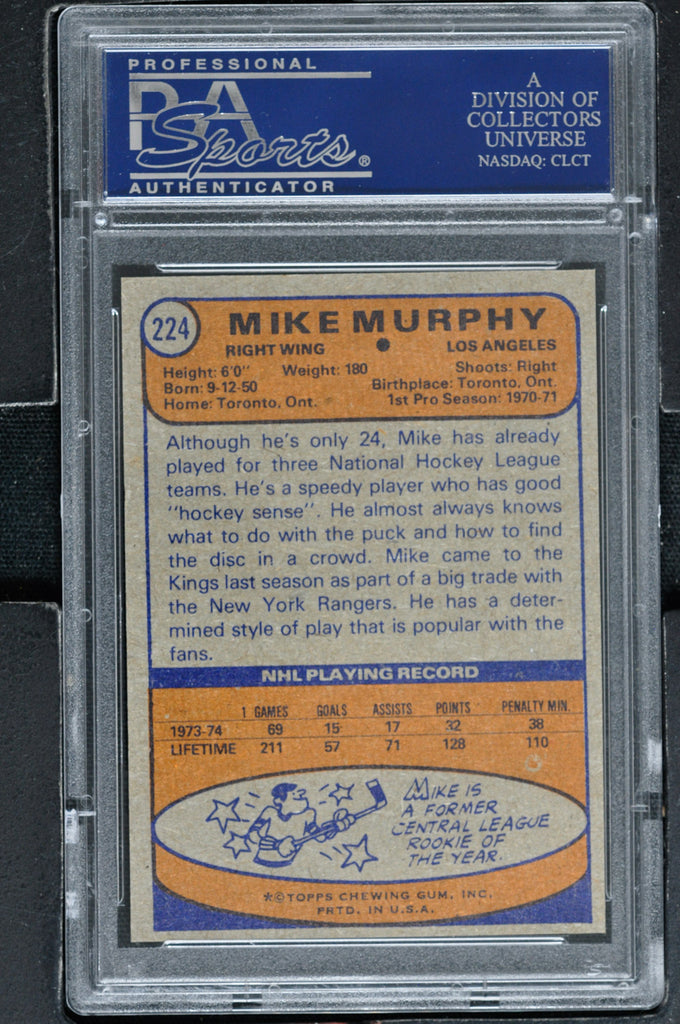 PROFESSIONAL
PSA
Sports®
AUTHENTICATOR
A
DIVISION OF
COLLECTORS
UNIVERSE
NASDAQ: CLCT
224
MIKE MURPHY
RIGHT WING • LOS ANGELES
Height: 6'0" Weight: 180 Shoots: Right
Born: 9-12-50 Birthplace: Toronto, Ont.
Home: Toronto, Ont. 1st Pro Season: 1970-71
Although he's only 24, Mike has already
played for three National Hockey League
teams. He's a speedy player who has good
"hockey sense". He almost always knows
what to do with the puck and how to find
the disc in a crowd. Mike came to the
Kings last season as part of a big trade with
the New York Rangers. He has a deter-
mined style of play that is popular with the
fans.
NHL PLAYING RECORD
1 GAMES GOALS ASSISTS POINTS PENALTY MIN.
1973-74 69 15 17 32 38
LIFETIME 211 57 71 128 110
MIKE IS
A FORMER
CENTRAL LEAGUE
ROOKIE OF
THE YEAR.
*©TOPPS CHEWING GUM, INC.
PRTD. IN U.S.A.